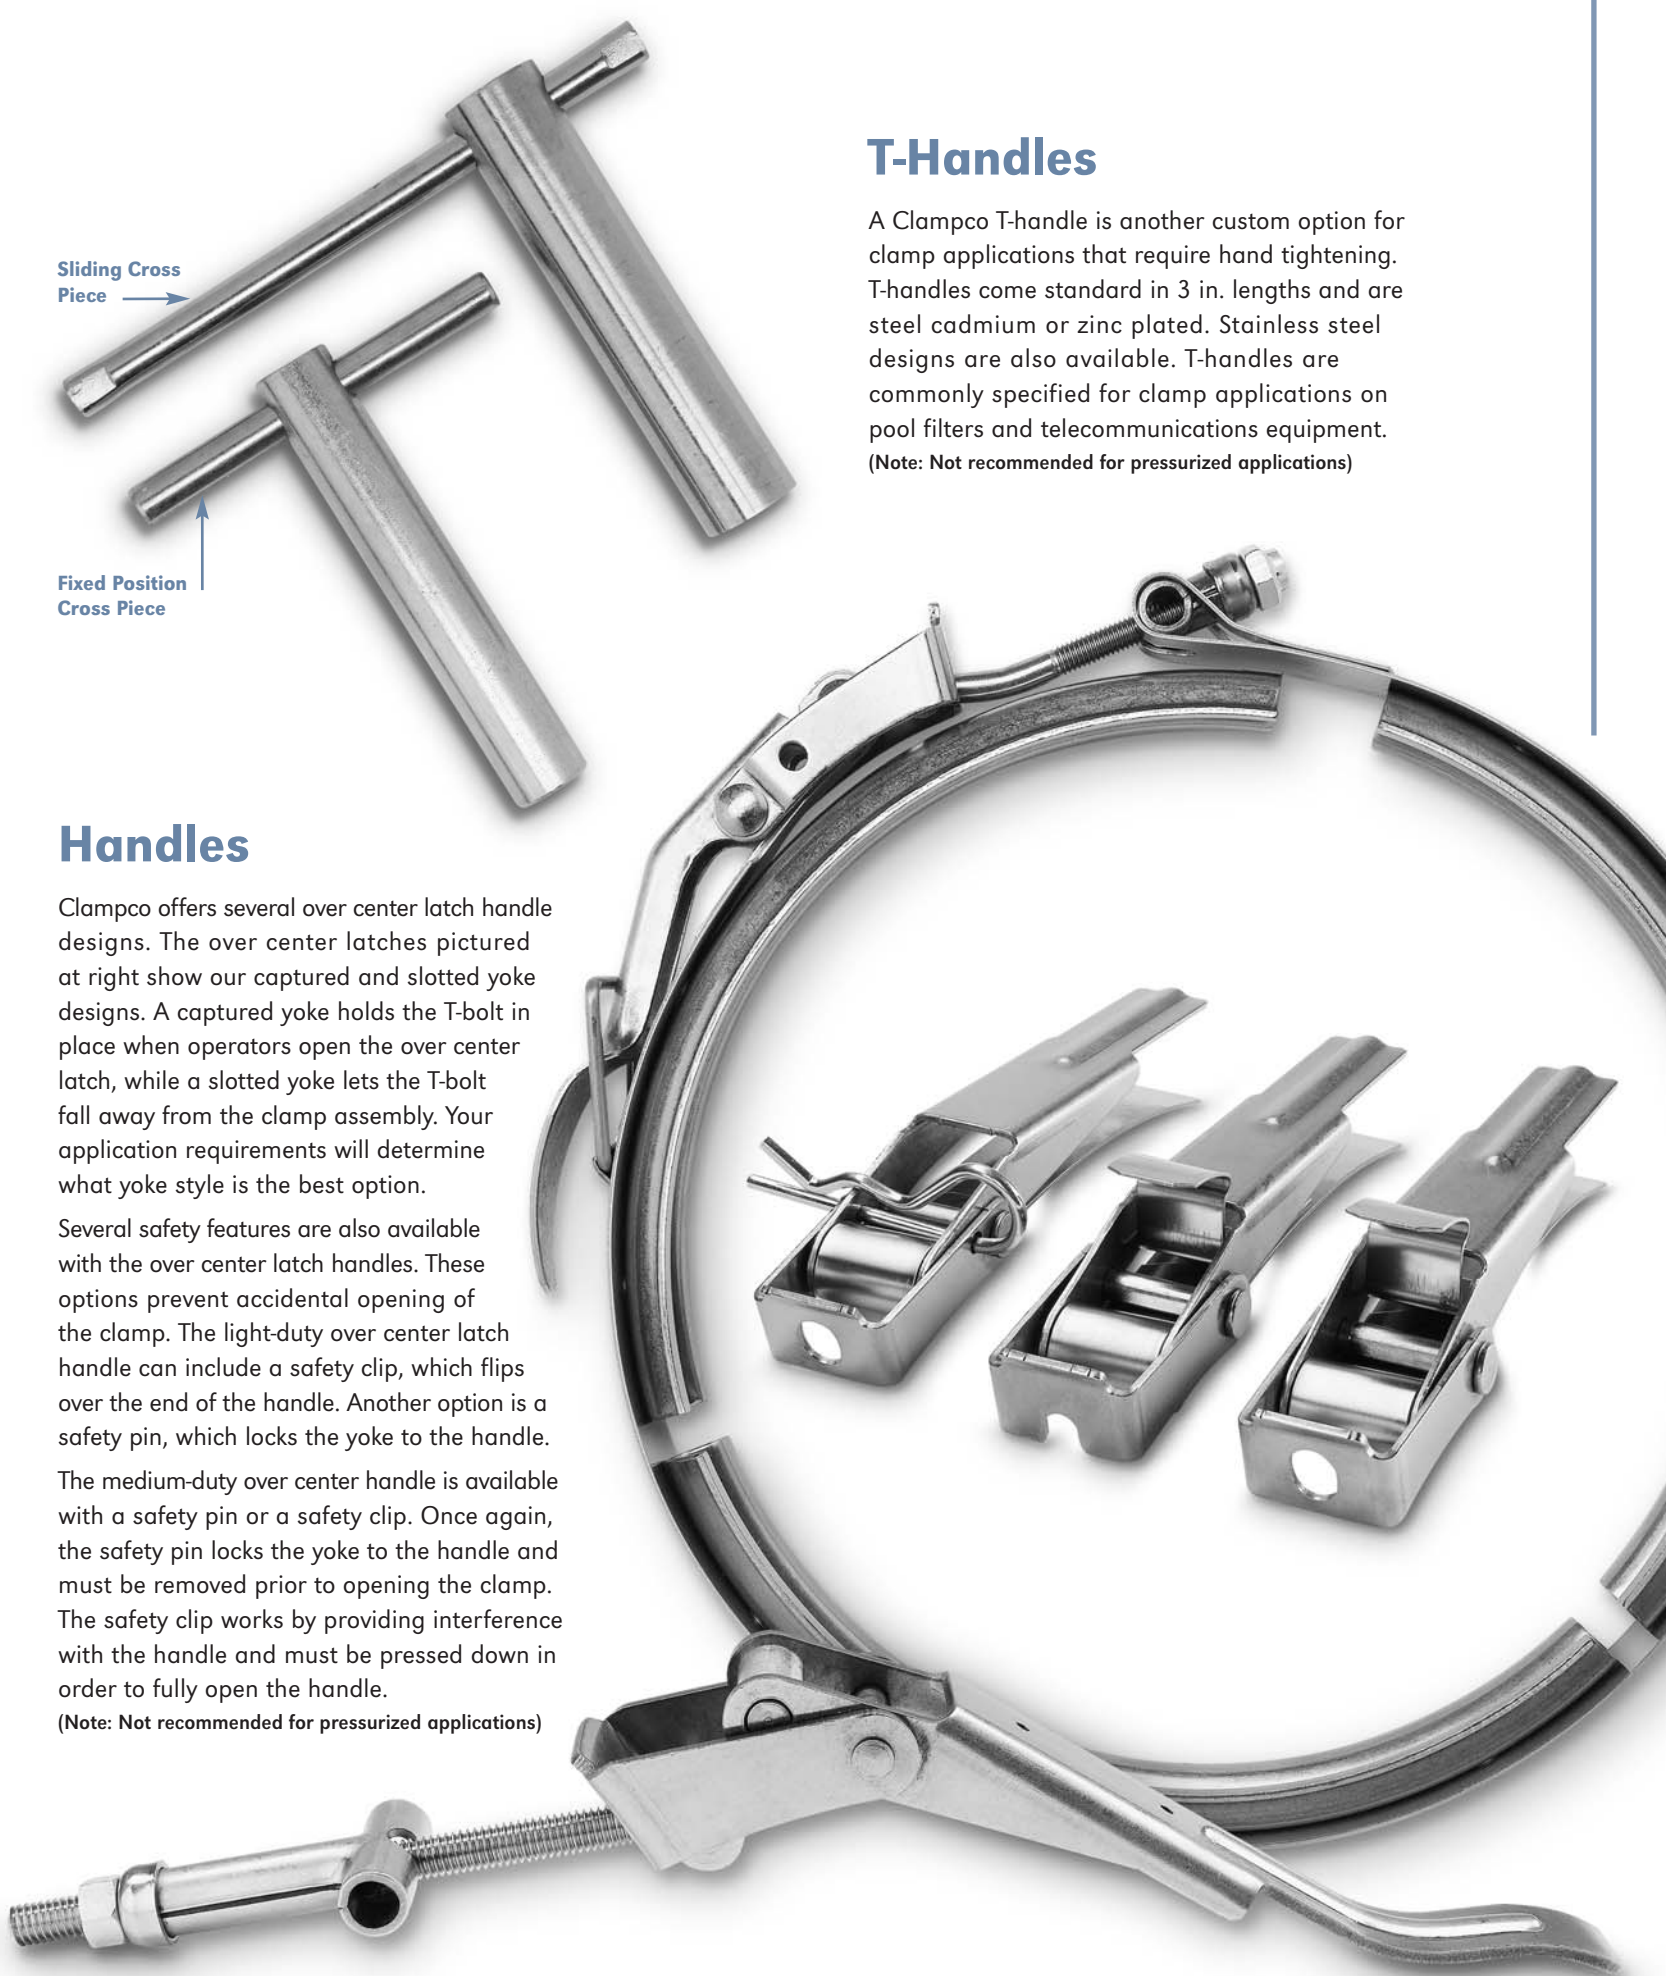 T-Handles
A Clampco T-handle is another custom option for
clamp applications that require hand tightening.
T-handles come standard in 3 in. lengths and are
steel cadmium or zinc plated. Stainless steel
designs are also available. T-handles are
commonly specified for clamp applications on
pool filters and telecommunications equipment.
(Note: Not recommended for pressurized applications)
Sliding Cross
Piece
Fixed Position
Cross Piece
Handles
Clampco offers several over center latch handle
designs. The over center latches pictured
at right show our captured and slotted yoke
designs. A captured yoke holds the T-bolt in
place when operators open the over center
latch, while a slotted yoke lets the T-bolt
fall away from the clamp assembly. Your
application requirements will determine
what yoke style is the best option.
Several safety features are also available
with the over center latch handles. These
options prevent accidental opening of
the clamp. The light-duty over center latch
handle can include a safety clip, which flips
over the end of the handle. Another option is a
safety pin, which locks the yoke to the handle.
The medium-duty over center handle is available
with a safety pin or a safety clip. Once again,
the safety pin locks the yoke to the handle and
must be removed prior to opening the clamp.
The safety clip works by providing interference
with the handle and must be pressed down in
order to fully open the handle.
(Note: Not recommended for pressurized applications)